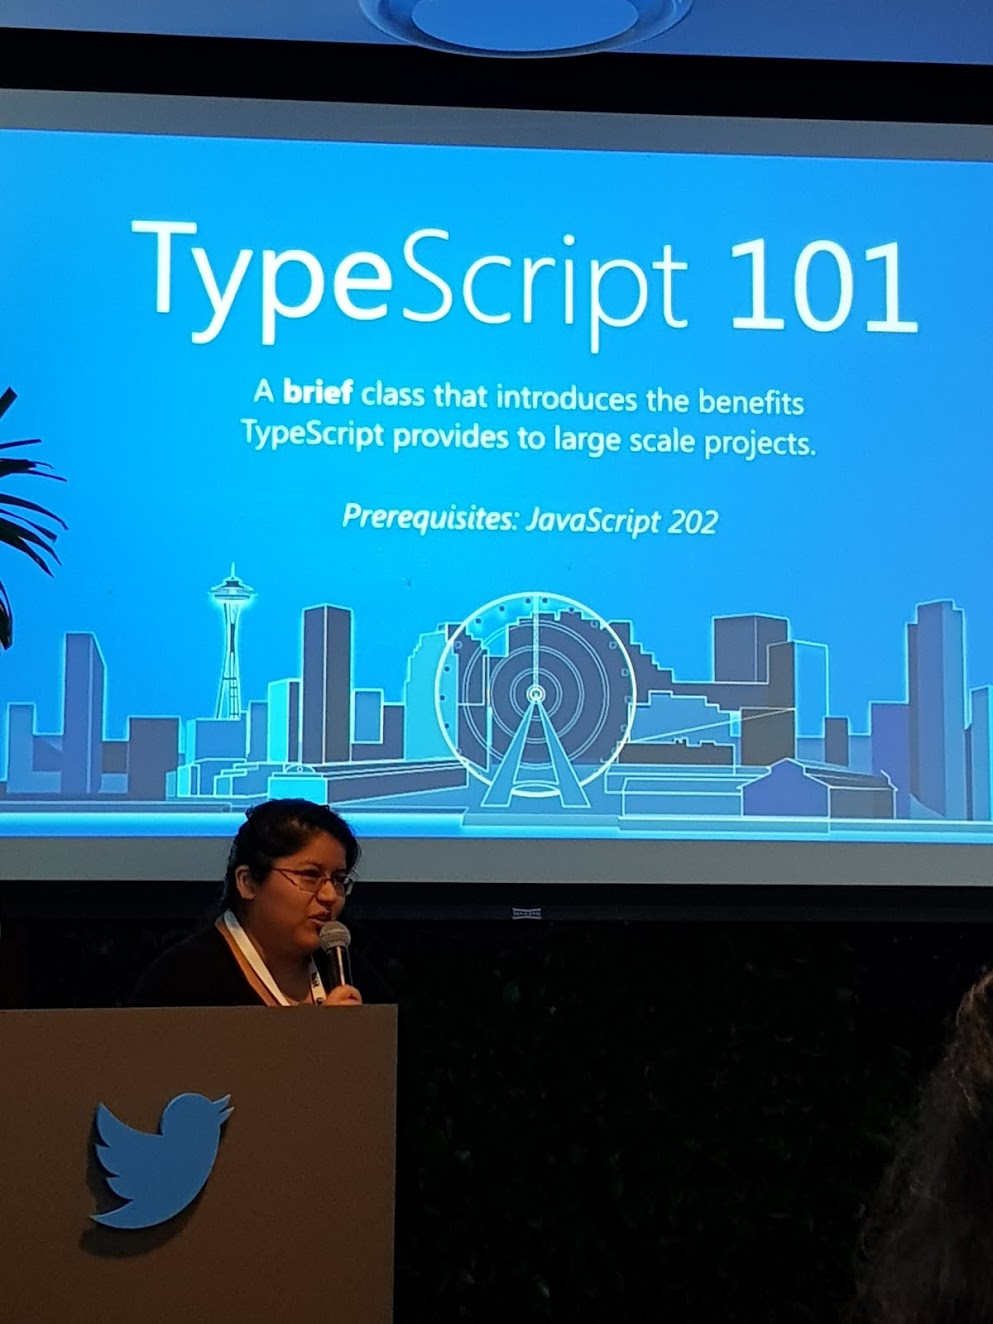 TypeScript 101
A brief class that introduces the benefits
TypeScript provides to large scale projects.
Prerequisites: JavaScript 202